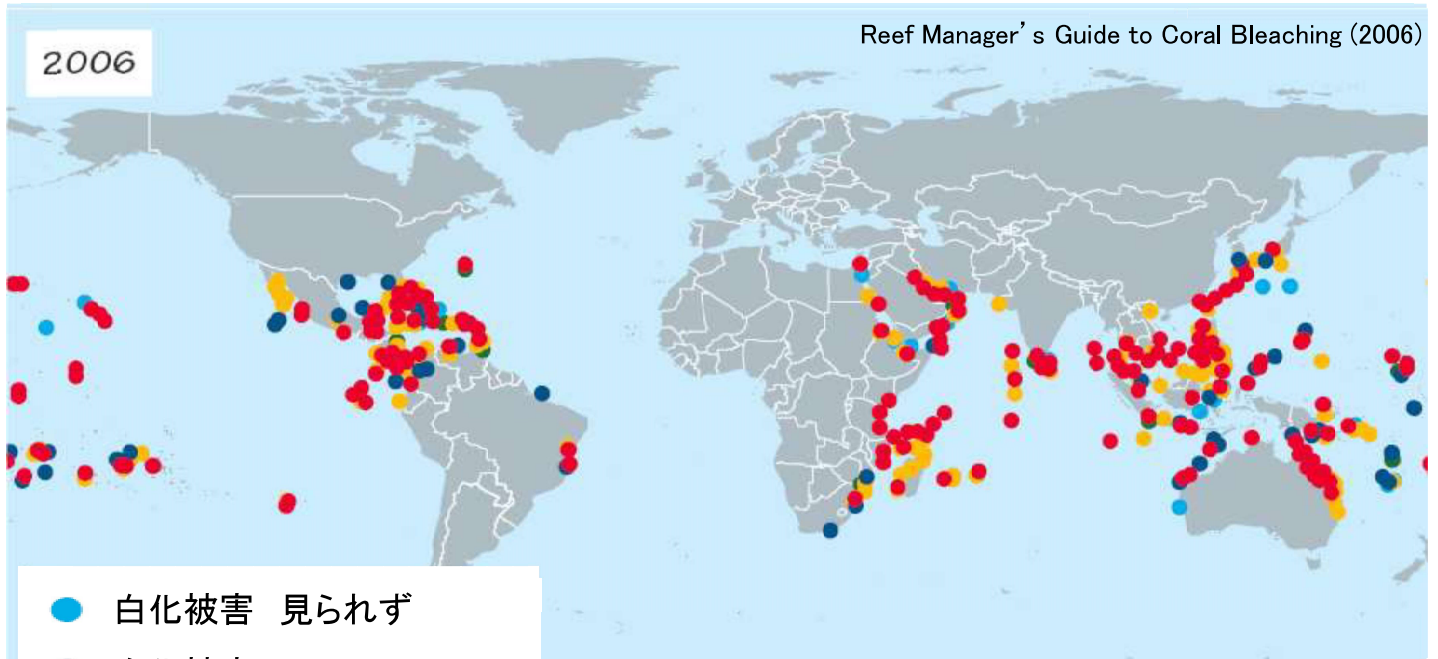 Reef Manager's Guide to Coral Bleaching (2006)
2006
白化被害 見られず